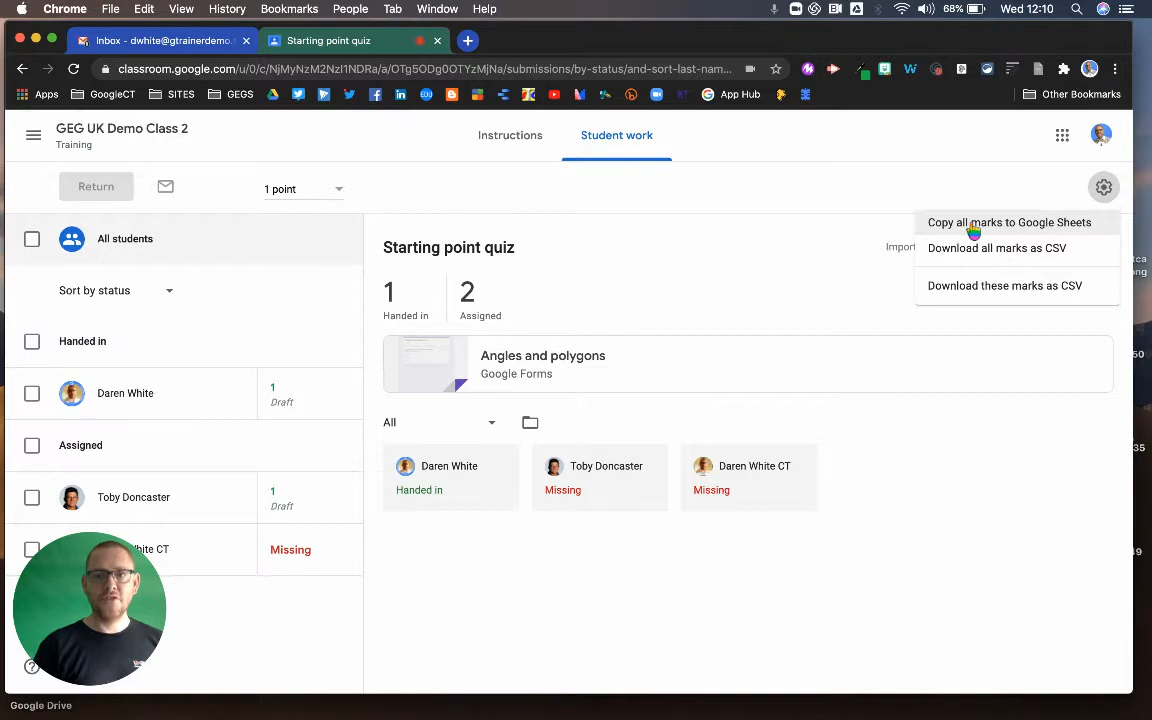 Chrome File Edit View History Bookmarks People Tab Window Help 68% Wed 12:10
Inbox - dwhite@gtrainerdemo. Starting point quiz
classroom.google.com/u/0/c/NjMyNzM2NzI1NDRa/a/OTg5ODg0OTYzMjNa/submissions/by-status/and-sort-last-nam...
Apps GoogleCT SITES GEGS App Hub Other Bookmarks
GEG UK Demo Class 2
Training
Instructions
Student work
Return
1 point
Copy all marks to Google Sheets
Download all marks as CSV
Download these marks as CSV
All students
Sort by status
Handed in
Daren White
1
Draft
Assigned
Toby Doncaster
1
Draft
White CT
Missing
Starting point quiz
Import
1
Handed in
2
Assigned
Angles and polygons
Google Forms
All
Daren White
Handed in
Toby Doncaster
Missing
Daren White CT
Missing
Google Drive